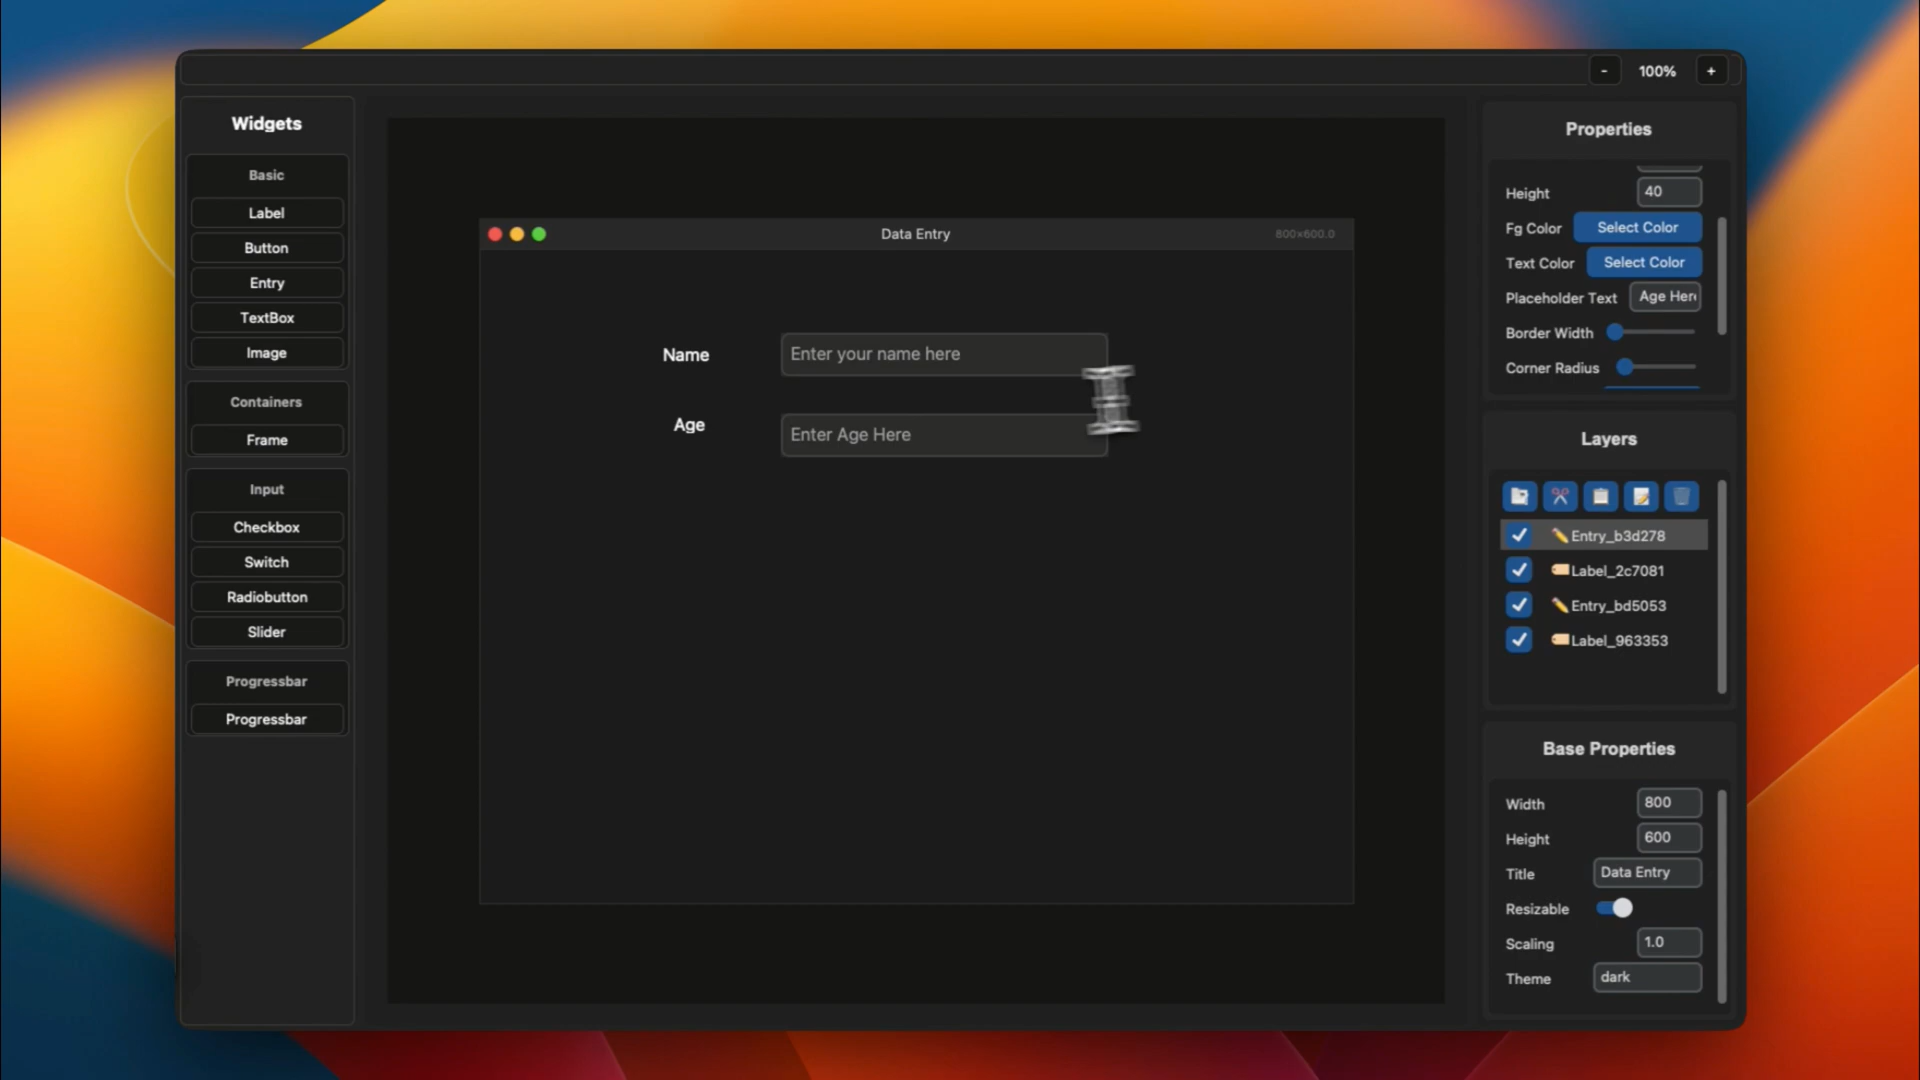 - 100% +
Widgets
Basic
Label
Button
Entry
TextBox
Image
Containers
Frame
Input
Checkbox
Switch
Radiobutton
Slider
Progressbar
Progressbar
Data Entry 800×600.0
Name Enter your name here
Age Enter Age Here
Properties
Height 40
Fg Color Select Color
Text Color Select Color
Placeholder Text Age Here
Border Width
Corner Radius
Layers
Entry_b3d278
Label_2c7081
Entry_bd5053
Label_963353
Base Properties
Width 800
Height 600
Title Data Entry
Resizable
Scaling 1.0
Theme dark